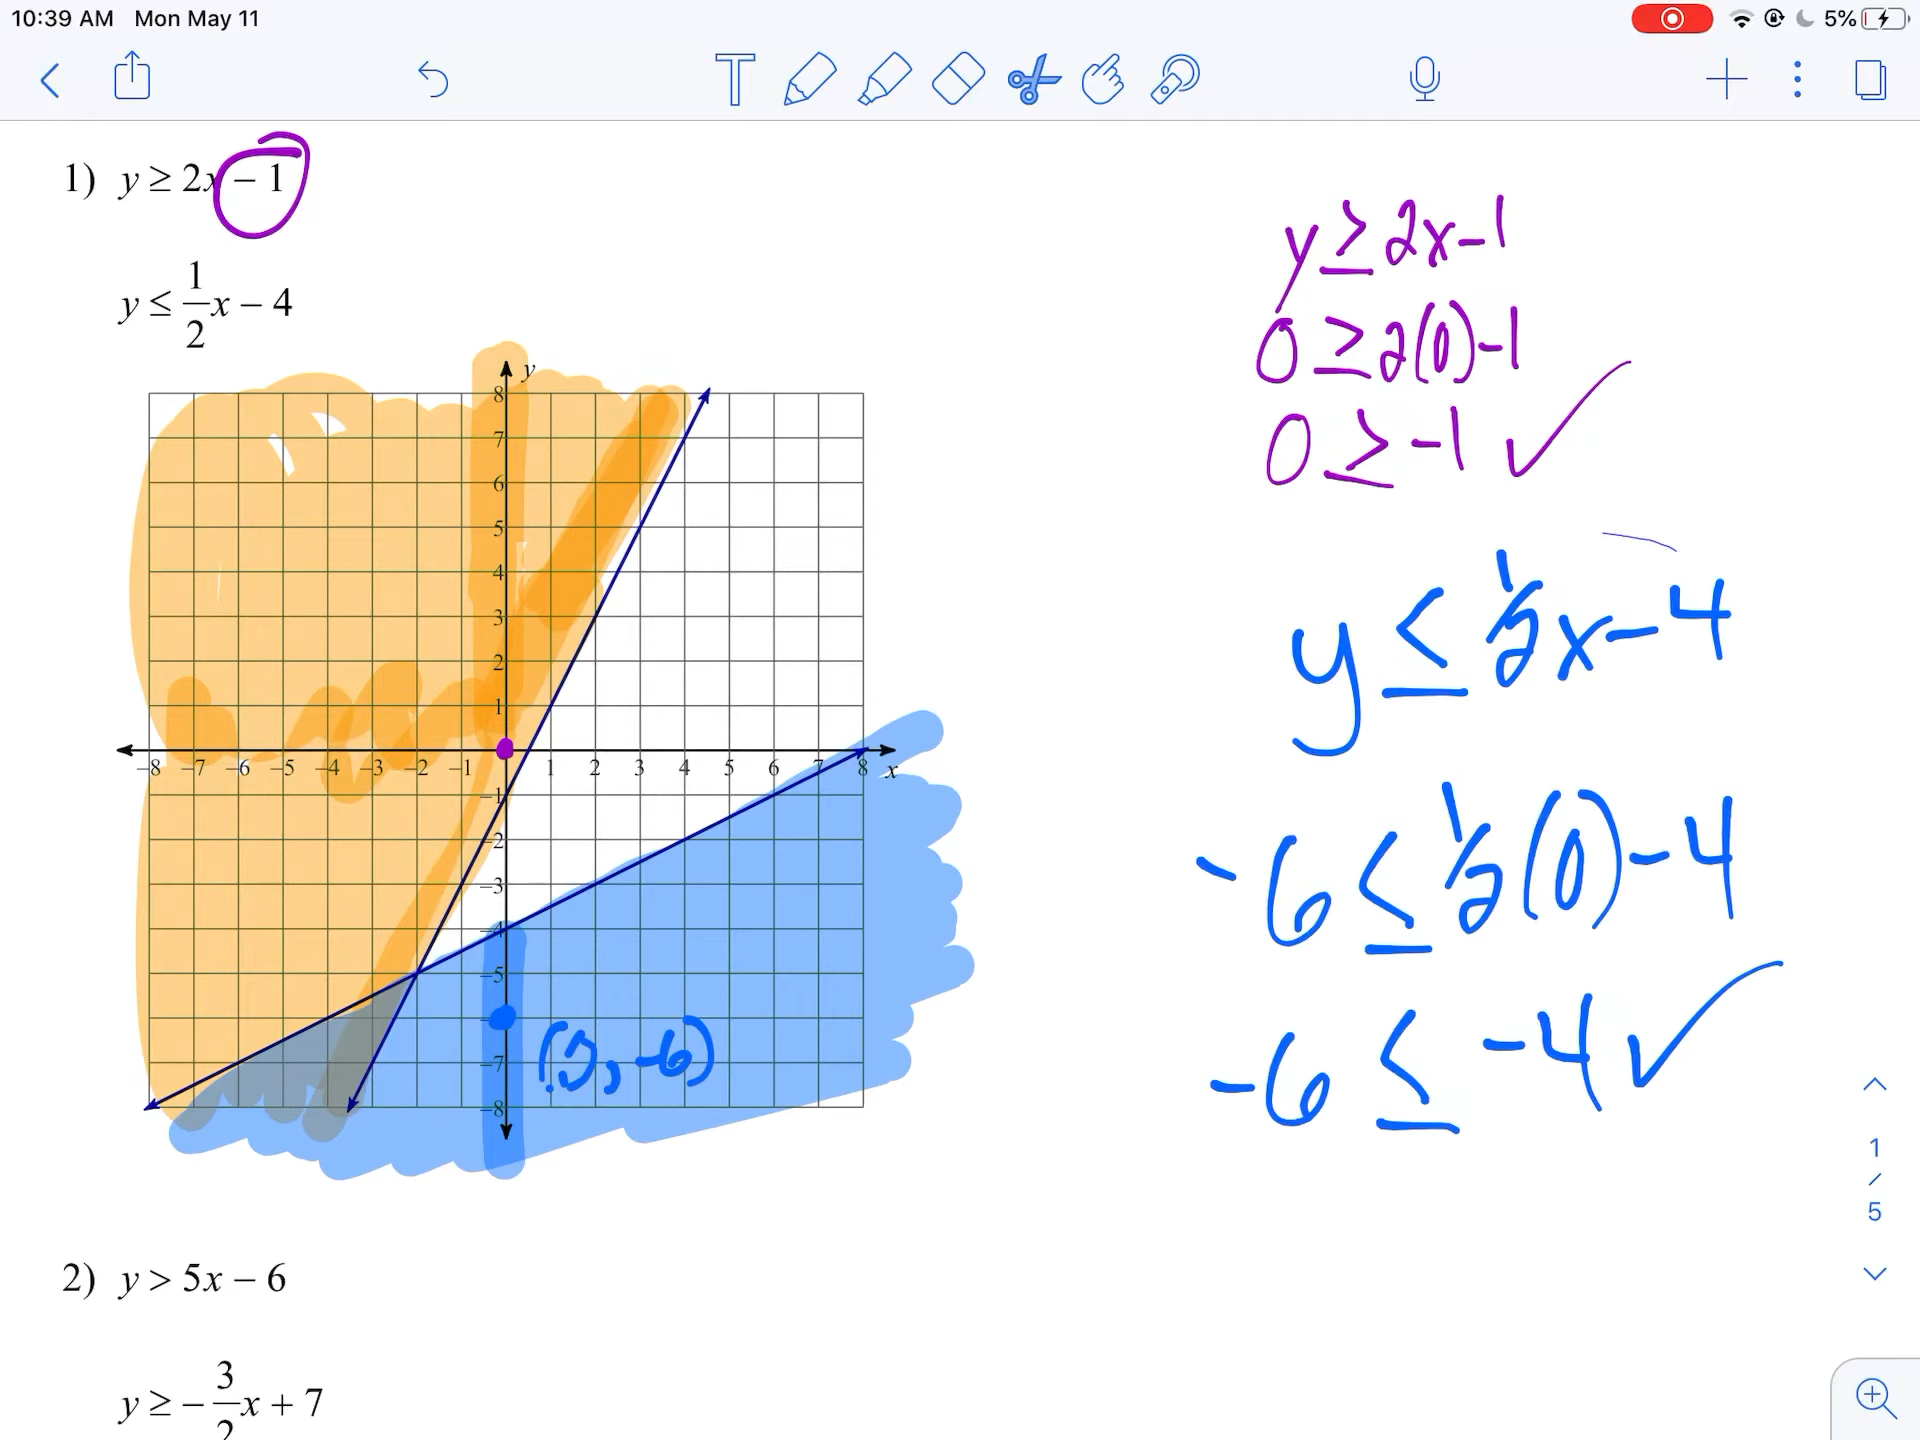 10:39 AM Mon May 11
5%
1) y ≥ 2x − 1
y ≤ 1/2 x − 4
y ≥ 2x − 1
0 ≥ 2(0) − 1
0 ≥ −1 ✓
y ≤ 1/2 x − 4
−6 ≤ 1/2 (0) − 4
−6 ≤ −4 ✓
y
8
7
6
5
4
3
2
1
−8 −7 −6 −5 −4 −3 −2 −1 1 2 3 4 5 6 7 8 x
−1
−2
−3
−4
−5
−7
−8
(0, −6)
1
/
5
2) y > 5x − 6
y ≥ − 3/2 x + 7